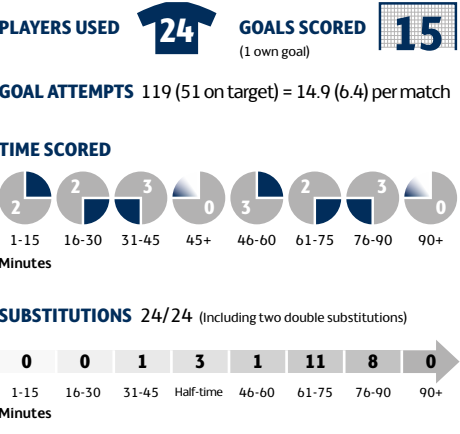 PLAYERS USED 24 GOALS SCORED 15
(1 own goal)
GOAL ATTEMPTS 119 (51 on target) = 14.9 (6.4) per match
TIME SCORED
2 2 3 0 3 2 3 0
1-15 16-30 31-45 45+ 46-60 61-75 76-90 90+
Minutes
SUBSTITUTIONS 24/24 (Including two double substitutions)
0 0 1 3 1 11 8 0
1-15 16-30 31-45 Half-time 46-60 61-75 76-90 90+
Minutes